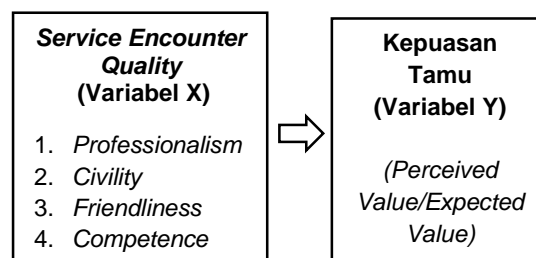 Service Encounter
Quality
(Variabel X)
1. Professionalism
2. Civility
3. Friendliness
4. Competence
Kepuasan
Tamu
(Variabel Y)
(Perceived
Value/Expected
Value)